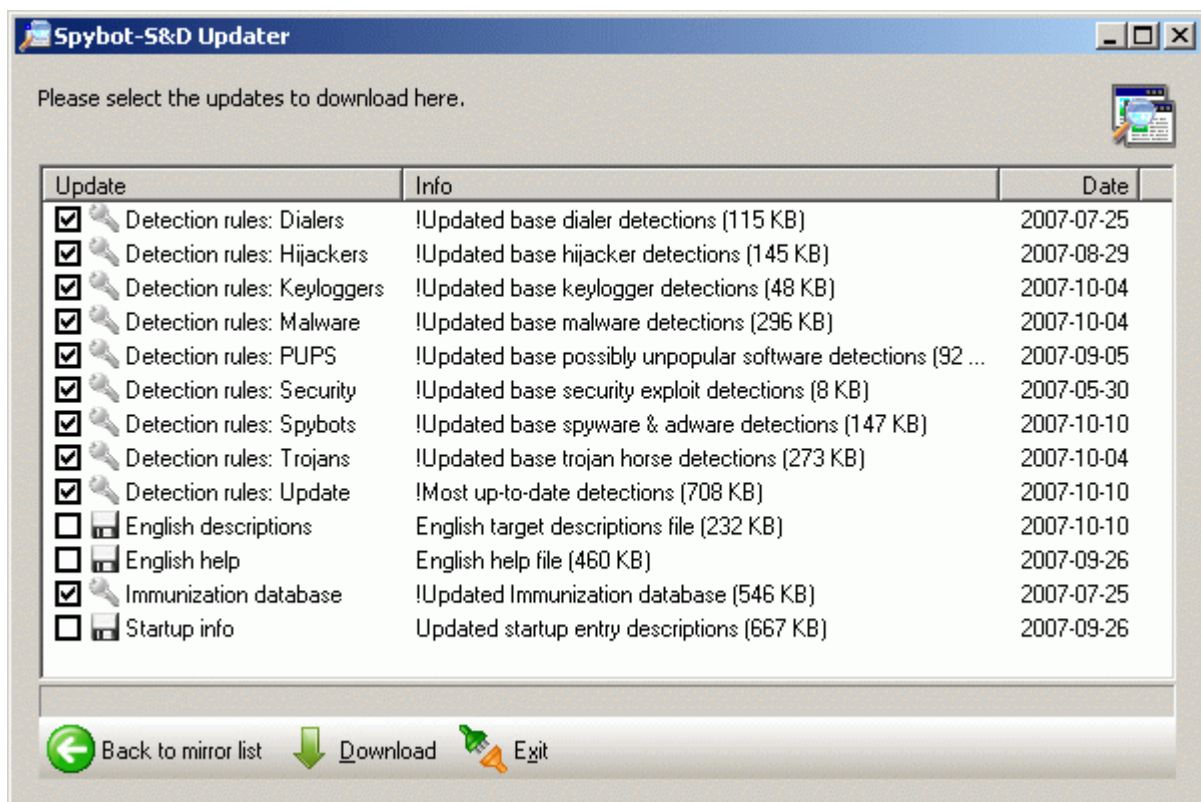 Spybot-S&D Updater
Please select the updates to download here.
Update Info Date
Detection rules: Dialers !Updated base dialer detections (115 KB) 2007-07-25
Detection rules: Hijackers !Updated base hijacker detections (145 KB) 2007-08-29
Detection rules: Keyloggers !Updated base keylogger detections (48 KB) 2007-10-04
Detection rules: Malware !Updated base malware detections (296 KB) 2007-10-04
Detection rules: PUPS !Updated base possibly unpopular software detections (92 ... 2007-09-05
Detection rules: Security !Updated base security exploit detections (8 KB) 2007-05-30
Detection rules: Spybots !Updated base spyware & adware detections (147 KB) 2007-10-10
Detection rules: Trojans !Updated base trojan horse detections (273 KB) 2007-10-04
Detection rules: Update !Most up-to-date detections (708 KB) 2007-10-10
English descriptions English target descriptions file (232 KB) 2007-10-10
English help English help file (460 KB) 2007-09-26
Immunization database !Updated Immunization database (546 KB) 2007-07-25
Startup info Updated startup entry descriptions (667 KB) 2007-09-26
Back to mirror list Download Exit